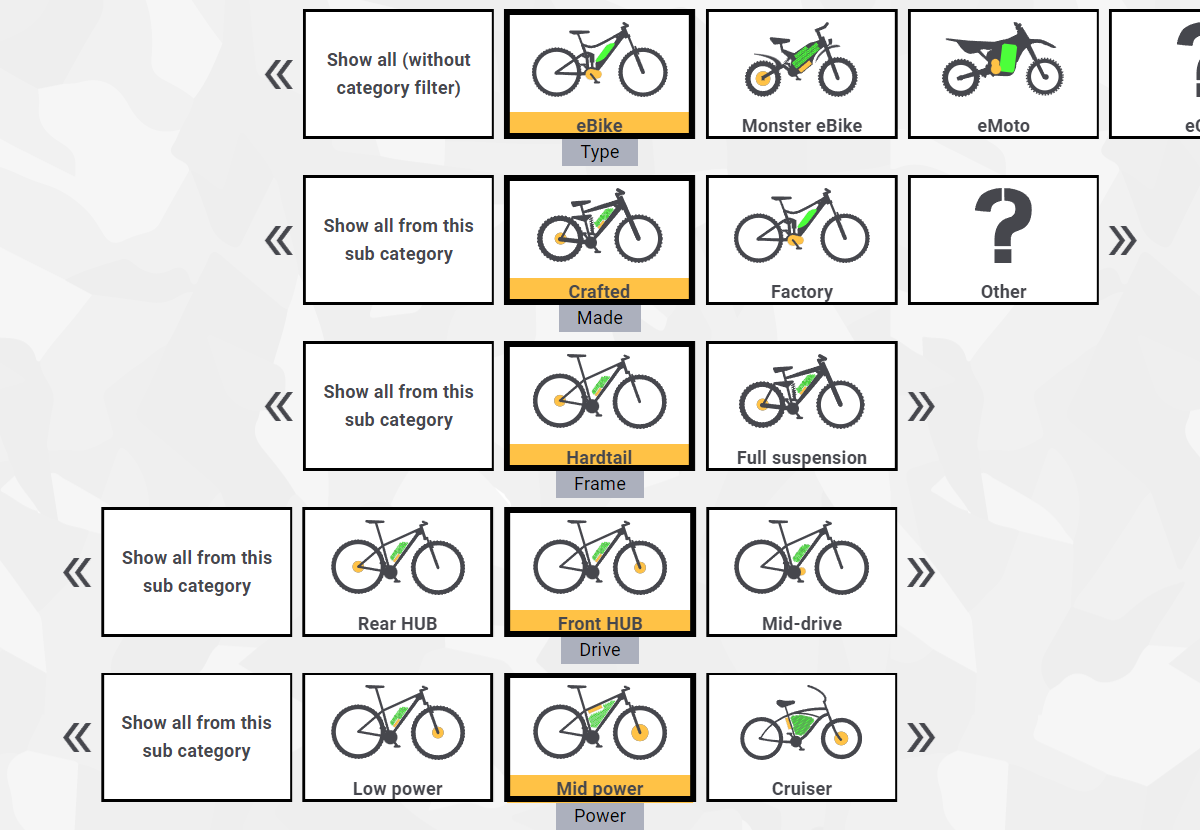 Show all (without
category filter)
eBike
Monster eBike
eMoto
Type
Show all from this
sub category
Crafted
Factory
Other
Made
Show all from this
sub category
Hardtail
Full suspension
Frame
Show all from this
sub category
Rear HUB
Front HUB
Mid-drive
Drive
Show all from this
sub category
Low power
Mid power
Cruiser
Power